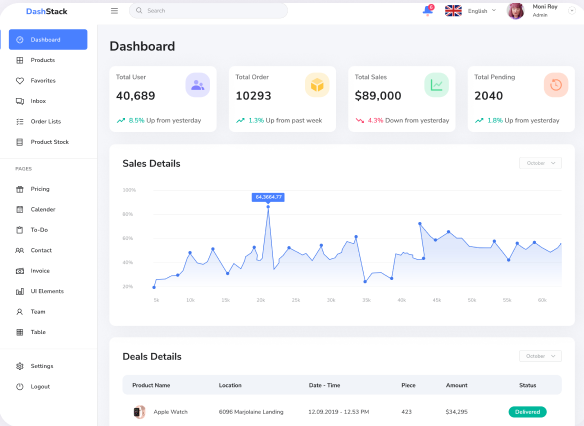 DashStack
Search
6
English
Moni Roy
Admin
Dashboard
Products
Favorites
Inbox
Order Lists
Product Stock
PAGES
Pricing
Calender
To-Do
Contact
Invoice
UI Elements
Team
Table
Settings
Logout
Dashboard
Total User
40,689
8.5% Up from yesterday
Total Order
10293
1.3% Up from past week
Total Sales
$89,000
4.3% Down from yesterday
Total Pending
2040
1.8% Up from yesterday
Sales Details
October
100%
80%
60%
40%
20%
64,3664.77
5k 10k 15k 20k 25k 30k 35k 40k 45k 50k 55k 60k
Deals Details
October
Product Name Location Date - Time Piece Amount Status
Apple Watch 6096 Marjolaine Landing 12.09.2019 - 12.53 PM 423 $34,295 Delivered